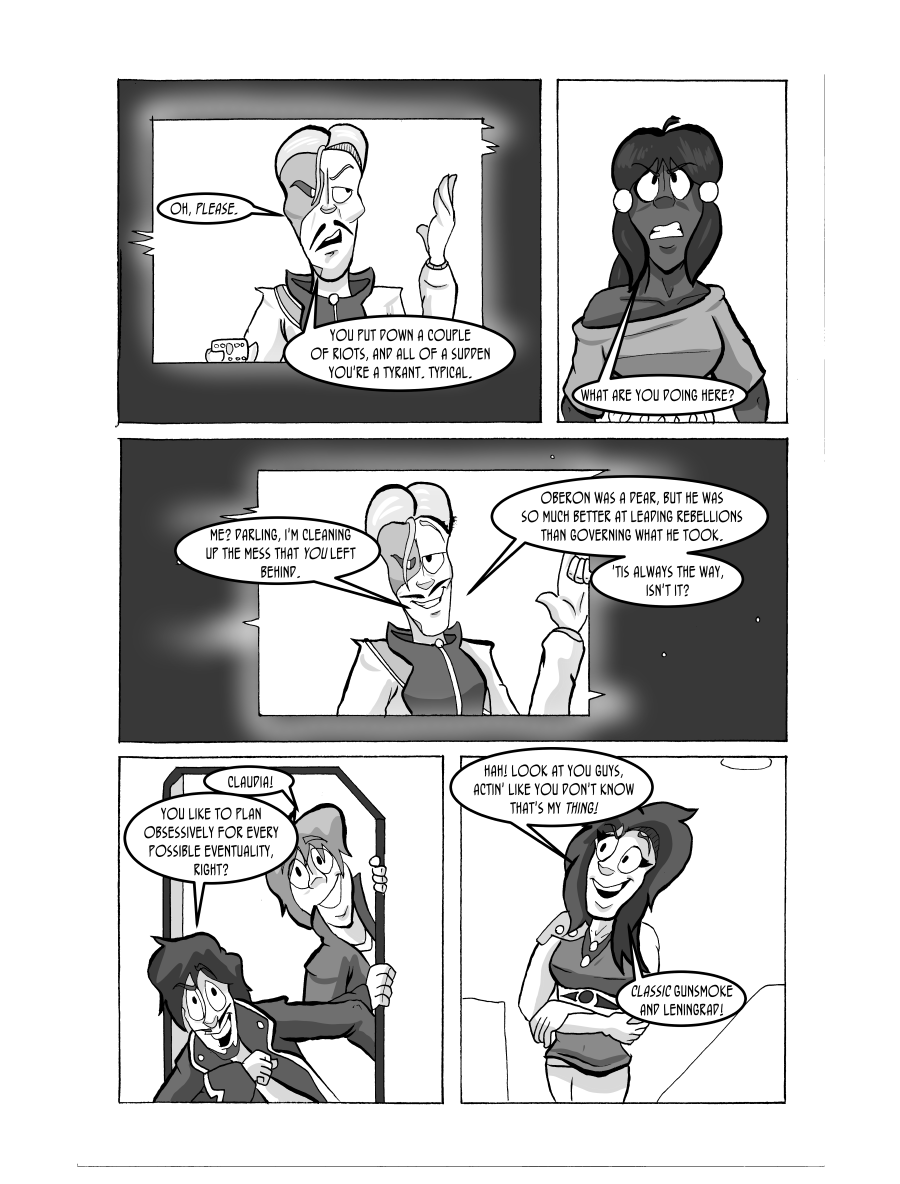 OH, PLEASE.
YOU PUT DOWN A COUPLE
OF RIOTS, AND ALL OF A SUDDEN
YOU'RE A TYRANT. TYPICAL.
WHAT ARE YOU DOING HERE?
ME? DARLING, I'M CLEANING
UP THE MESS THAT YOU LEFT
BEHIND.
OBERON WAS A DEAR, BUT HE WAS
SO MUCH BETTER AT LEADING REBELLIONS
THAN GOVERNING WHAT HE TOOK.
'TIS ALWAYS THE WAY,
ISN'T IT?
CLAUDIA!
YOU LIKE TO PLAN
OBSESSIVELY FOR EVERY
POSSIBLE EVENTUALITY,
RIGHT?
HAH! LOOK AT YOU GUYS,
ACTIN' LIKE YOU DON'T KNOW
THAT'S MY THING!
CLASSIC GUNSMOKE
AND LENINGRAD!